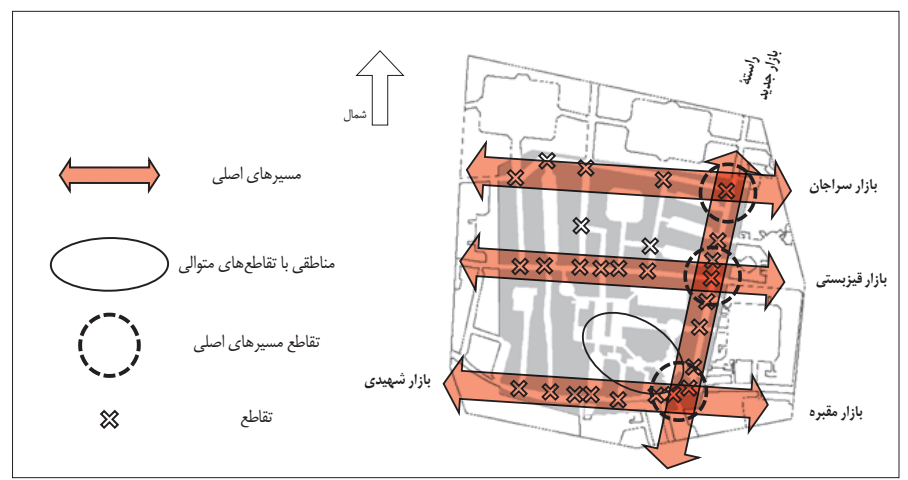 راستهٔ
بازار جدید
شمال
مسیرهای اصلی
بازار سراجان
مناطقی با تقاطع‌های متوالی
بازار قیزبستی
تقاطع مسیرهای اصلی
بازار شهیدی
بازار مقبره
تقاطع